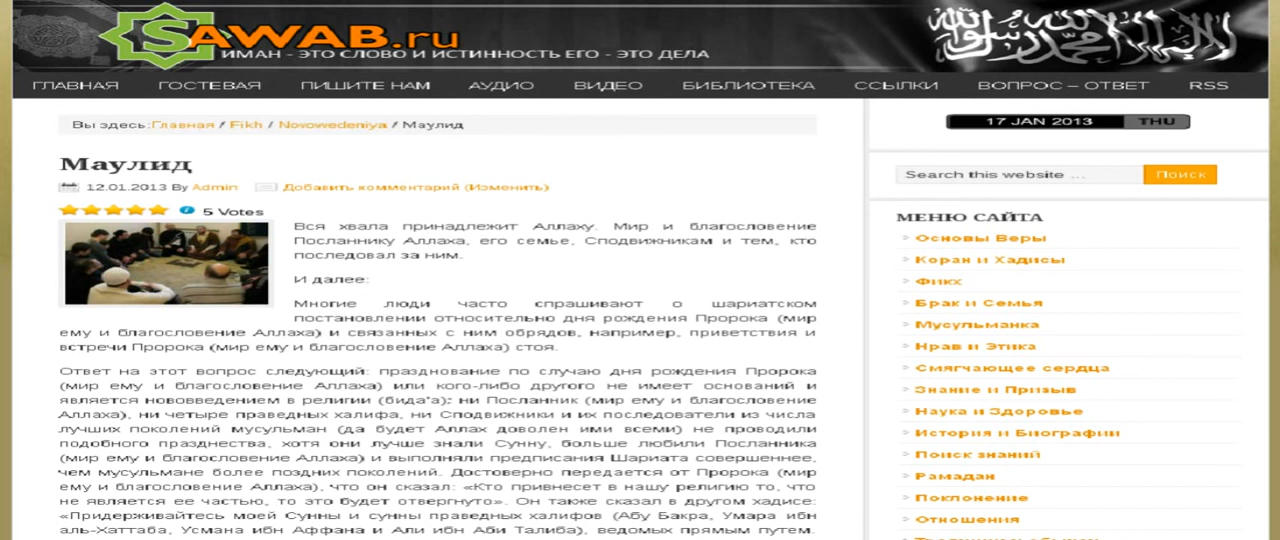 SAWAB.ru
ИМАН - ЭТО СЛОВО И ИСТИННОСТЬ ЕГО - ЭТО ДЕЛА
لا إله إلا الله محمد رسول الله
ГЛАВНАЯ ГОСТЕВАЯ ПИШИТЕ НАМ АУДИО ВИДЕО БИБЛИОТЕКА ССЫЛКИ ВОПРОС – ОТВЕТ RSS
Вы здесь:Главная / Fikh / Novowedeniya / Маулид
Маулид
12.01.2013 By Admin Добавить комментарий (Изменить)
5 Votes
Вся хвала принадлежит Аллаху. Мир и благословение
Посланнику Аллаха, его семье, Сподвижникам и тем, кто
последовал за ним.
И далее:
Многие люди часто спрашивают о шариатском
постановлении относительно дня рождения Пророка (мир
ему и благословение Аллаха) и связанных с ним обрядов, например, приветствия и
встречи Пророка (мир ему и благословение Аллаха) стоя.
Ответ на этот вопрос следующий: празднование по случаю дня рождения Пророка
(мир ему и благословение Аллаха) или кого-либо другого не имеет оснований и
является нововведением в религии (бида'а): ни Посланник (мир ему и благословение
Аллаха), ни четыре праведных халифа, ни Сподвижники и их последователи из числа
лучших поколений мусульман (да будет Аллах доволен ими всеми) не проводили
подобного празднества, хотя они лучше знали Сунну, больше любили Посланника
(мир ему и благословение Аллаха) и выполняли предписания Шариата совершеннее,
чем мусульмане более поздних поколений. Достоверно передается от Пророка (мир
ему и благословение Аллаха), что он сказал: «Кто привнесет в нашу религию то, что
не является ее частью, то это будет отвергнуто». Он также сказал в другом хадисе:
«Придерживайтесь моей Сунны и сунны праведных халифов (Абу Бакра, Умара ибн
аль-Хаттаба, Усмана ибн Аффана и Али ибн Аби Талиба), ведомых прямым путем.
17 JAN 2013 THU
Search this website ... Поиск
МЕНЮ САЙТА
Основы Веры
Коран и Хадисы
Фикх
Брак и Семья
Мусульманка
Нрав и Этика
Смягчающее сердца
Знание и Призыв
Наука и Здоровье
История и Биографии
Поиск знаний
Рамадан
Поклонение
Отношения